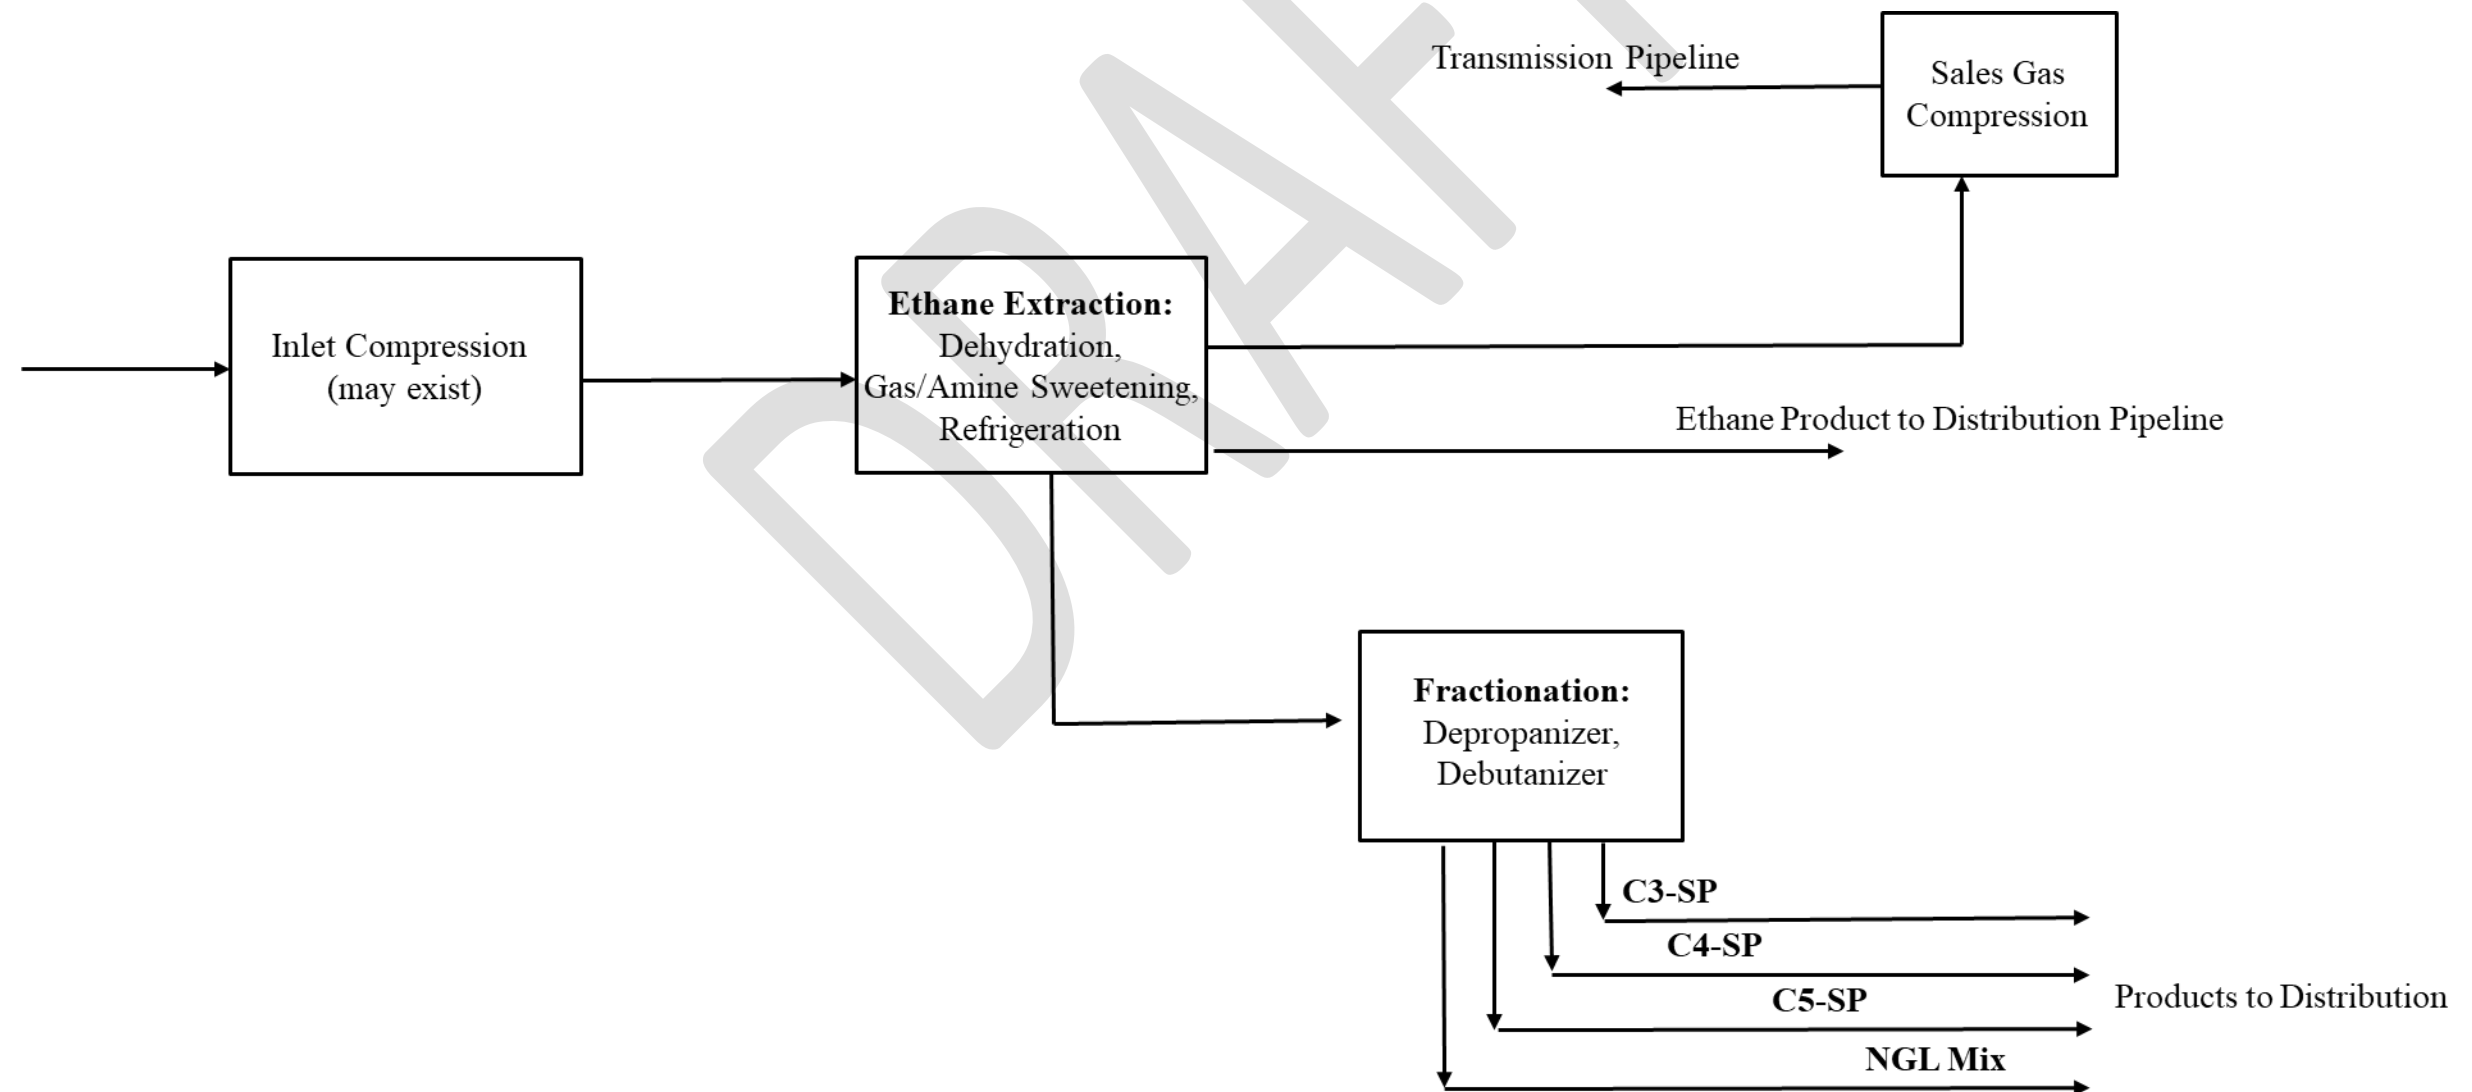 Transmission Pipeline
Sales Gas
Compression
Inlet Compression
(may exist)
Ethane Extraction:
Dehydration,
Gas/Amine Sweetening,
Refrigeration
Ethane Product to Distribution Pipeline
Fractionation:
Depropanizer,
Debutanizer
C3-SP
C4-SP
C5-SP
Products to Distribution
NGL Mix
DRAF